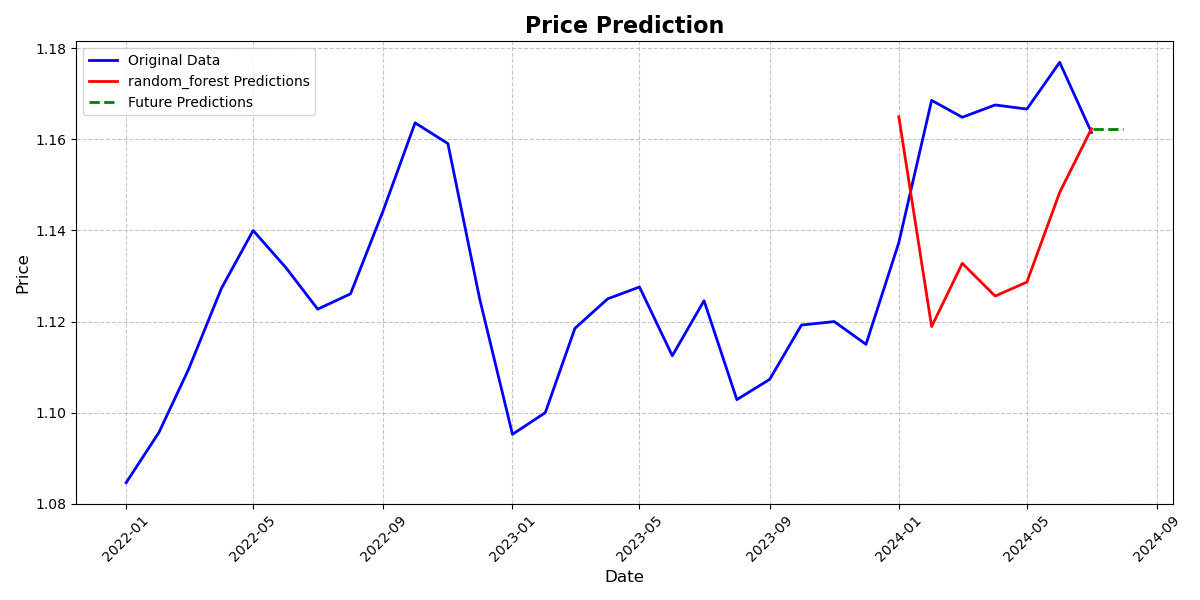 Price Prediction
Original Data
random_forest Predictions
Future Predictions
Price
1.18
1.16
1.14
1.12
1.10
1.08
2022-01
2022-05
2022-09
2023-01
2023-05
2023-09
2024-01
2024-05
2024-09
Date